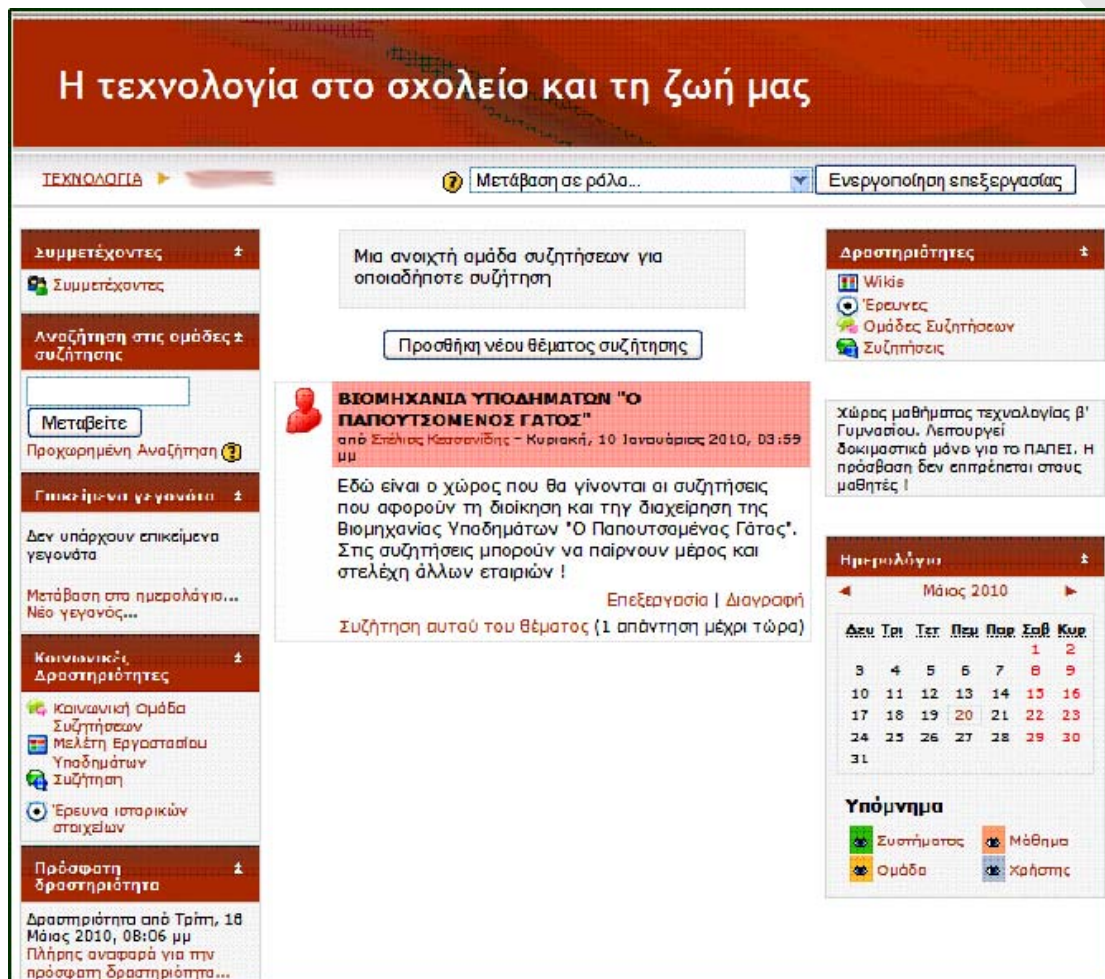 Η τεχνολογία στο σχολείο και τη ζωή μας
ΤΕΧΝΟΛΟΓΙΑ
Μετάβαση σε ρόλο...
Ενεργοποίηση επεξεργασίας
Συμμετέχοντες
Συμμετέχοντες
Αναζήτηση στις ομάδες
συζήτησης
Μεταβείτε
Προχωρημένη Αναζήτηση
Επικείμενα γεγονότα
Δεν υπάρχουν επικείμενα
γεγονότα
Μετάβαση στο ημερολόγιο...
Νέο γεγονός...
Κοινωνικές
Δραστηριότητες
Κοινωνική Ομάδα
Συζητήσεων
Μελέτη Εργοστασίου
Υποδημάτων
Συζήτηση
Έρευνα ιστορικών
στοιχείων
Πρόσφατη
δραστηριότητα
Δραστηριότητα από Τρίτη, 18
Μάιος 2010, 08:06 μμ
Πλήρης αναφορά για την
πρόσφατη δραστηριότητα...
Μια ανοιχτή ομάδα συζητήσεων για
οποιαδήποτε συζήτηση
Προσθήκη νέου θέματος συζήτησης
ΒΙΟΜΗΧΑΝΙΑ ΥΠΟΔΗΜΑΤΩΝ "Ο
ΠΑΠΟΥΤΣΟΜΕΝΟΣ ΓΑΤΟΣ"
από Στέλιος - Κυριακή, 10 Ιανουάριος 2010, 03:59
μμ
Εδώ είναι ο χώρος που θα γίνονται οι συζητήσεις
που αφορούν τη διοίκηση και την διαχείρηση της
Βιομηχανίας Υποδημάτων "Ο Παπουτσωμένος Γάτος".
Στις συζητήσεις μπορούν να παίρνουν μέρος και
στελέχη άλλων εταιριών !
Επεξεργασία | Διαγραφή
Συζήτηση αυτού του θέματος (1 απάντηση μέχρι τώρα)
Δραστηριότητες
Wikis
Έρευνες
Ομάδες Συζητήσεων
Συζητήσεις
Χώρος μαθήματος τεχνολογίας β'
Γυμνασίου. Λειτουργεί
δοκιμαστικά μόνο για το ΠΑΠΕΙ. Η
πρόσβαση δεν επιτρέπεται στους
μαθητές !
Ημερολόγιο
Μάιος 2010
Δευ Τρι Τετ Πεμ Παρ Σαβ Κυρ
1 2
3 4 5 6 7 8 9
10 11 12 13 14 15 16
17 18 19 20 21 22 23
24 25 26 27 28 29 30
31
Υπόμνημα
Συστήματος Μάθημα
Ομάδα Χρήστης